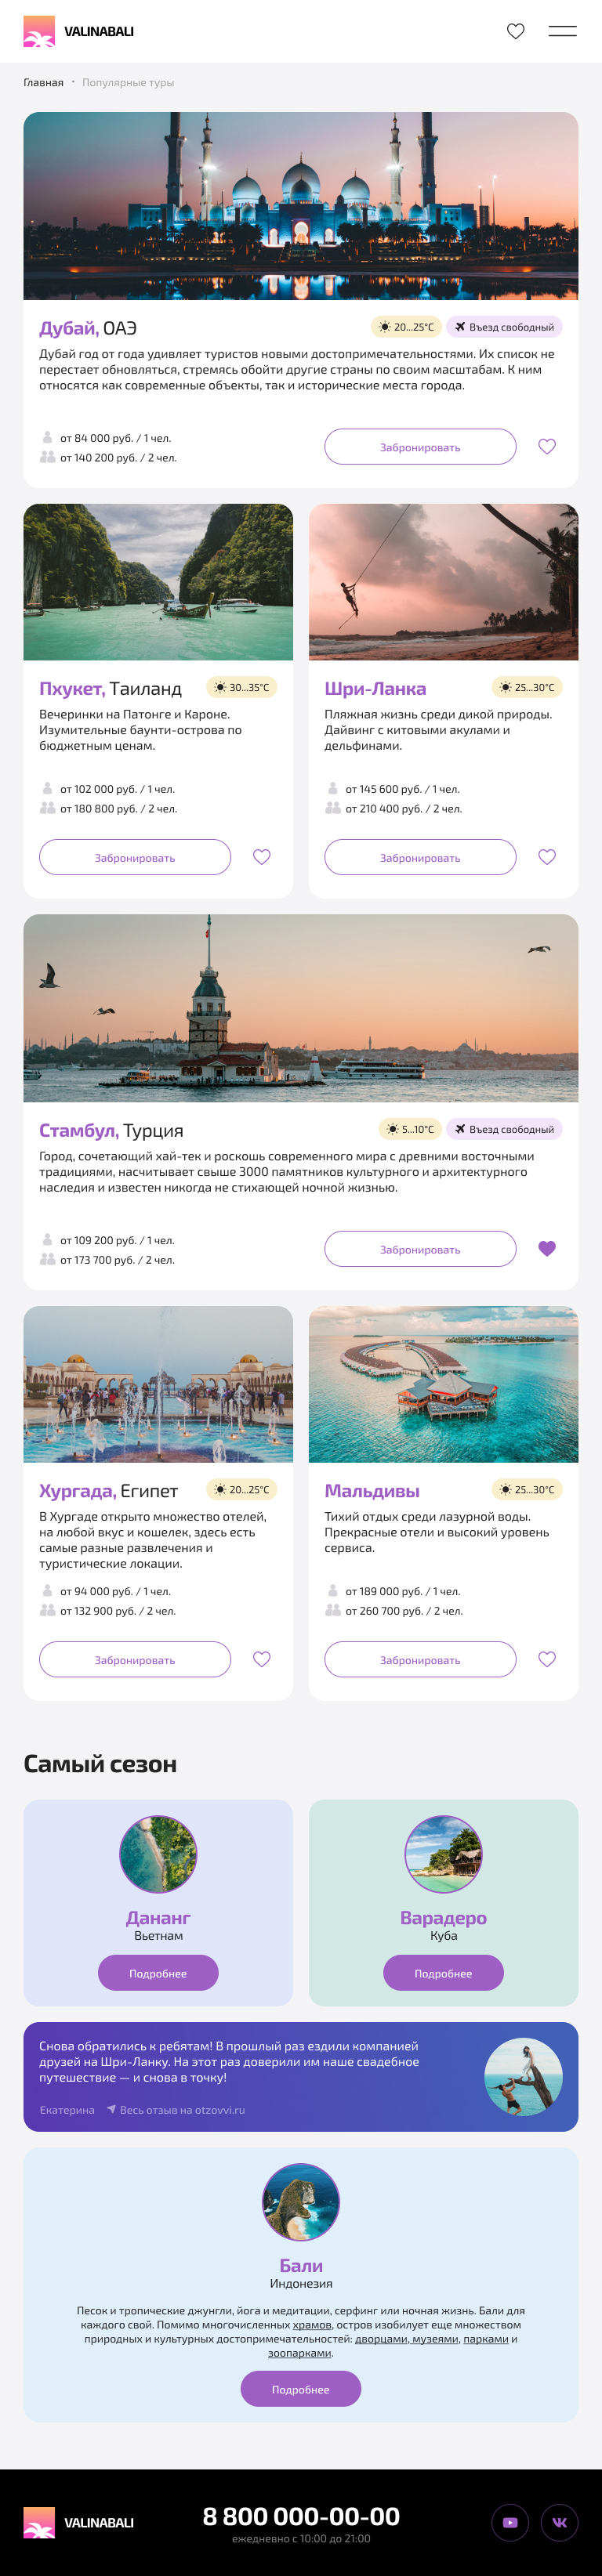 VALINABALI
Главная • Популярные туры
Дубай, ОАЭ
20...25°C
Въезд свободный
Дубай год от года удивляет туристов новыми достопримечательностями. Их список не
перестает обновляться, стремясь обойти другие страны по своим масштабам. К ним
относятся как современные объекты, так и исторические места города.
от 84 000 руб. / 1 чел.
от 140 200 руб. / 2 чел.
Забронировать
Пхукет, Таиланд
30...35°C
Вечеринки на Патонге и Кароне.
Изумительные баунти-острова по
бюджетным ценам.
от 102 000 руб. / 1 чел.
от 180 800 руб. / 2 чел.
Забронировать
Шри-Ланка
25...30°C
Пляжная жизнь среди дикой природы.
Дайвинг с китовыми акулами и
дельфинами.
от 145 600 руб. / 1 чел.
от 210 400 руб. / 2 чел.
Забронировать
Стамбул, Турция
5...10°C
Въезд свободный
Город, сочетающий хай-тек и роскошь современного мира с древними восточными
традициями, насчитывает свыше 3000 памятников культурного и архитектурного
наследия и известен никогда не стихающей ночной жизнью.
от 109 200 руб. / 1 чел.
от 173 700 руб. / 2 чел.
Забронировать
Хургада, Египет
20...25°C
В Хургаде открыто множество отелей,
на любой вкус и кошелек, здесь есть
самые разные развлечения и
туристические локации.
от 94 000 руб. / 1 чел.
от 132 900 руб. / 2 чел.
Забронировать
Мальдивы
25...30°C
Тихий отдых среди лазурной воды.
Прекрасные отели и высокий уровень
сервиса.
от 189 000 руб. / 1 чел.
от 260 700 руб. / 2 чел.
Забронировать
Самый сезон
Дананг
Вьетнам
Подробнее
Варадеро
Куба
Подробнее
Снова обратились к ребятам! В прошлый раз ездили компанией
друзей на Шри-Ланку. На этот раз доверили им наше свадебное
путешествие — и снова в точку!
Екатерина
Весь отзыв на otzovvi.ru
Бали
Индонезия
Песок и тропические джунгли, йога и медитации, серфинг или ночная жизнь. Бали для
каждого свой. Помимо многочисленных храмов, остров изобилует еще множеством
природных и культурных достопримечательностей: дворцами, музеями, парками и
зоопарками.
Подробнее
VALINABALI
8 800 000-00-00
ежедневно с 10:00 до 21:00